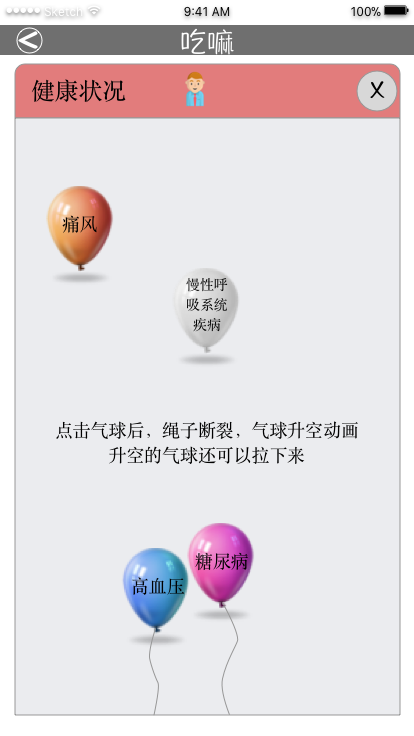 Sketch
9:41 AM
100%
吃嘛
健康状况
X
痛风
慢性呼
吸系统
疾病
点击气球后，绳子断裂，气球升空动画
升空的气球还可以拉下来
糖尿病
高血压